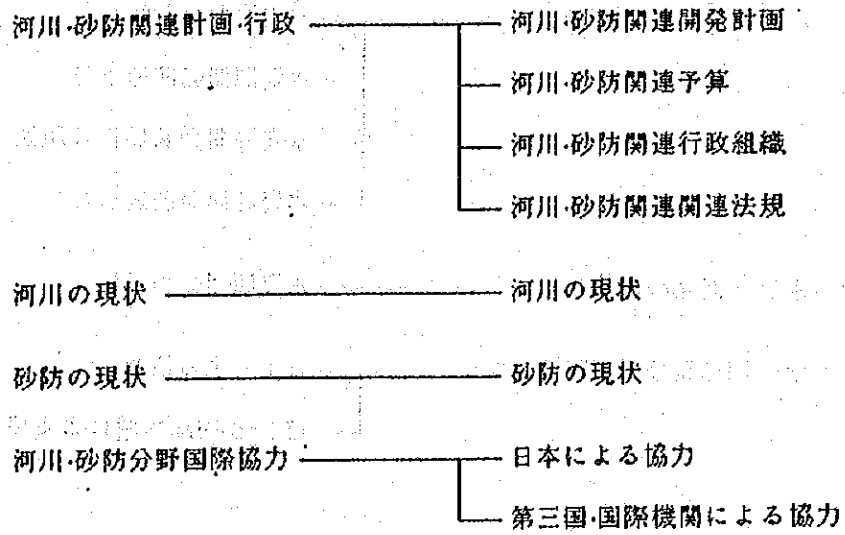 河川・砂防関連計画・行政 河川・砂防関連開発計画
河川・砂防関連予算
河川・砂防関連行政組織
河川・砂防関連関連法規
河川の現状 河川の現状
砂防の現状 砂防の現状
河川・砂防分野国際協力 日本による協力
第三国・国際機関による協力